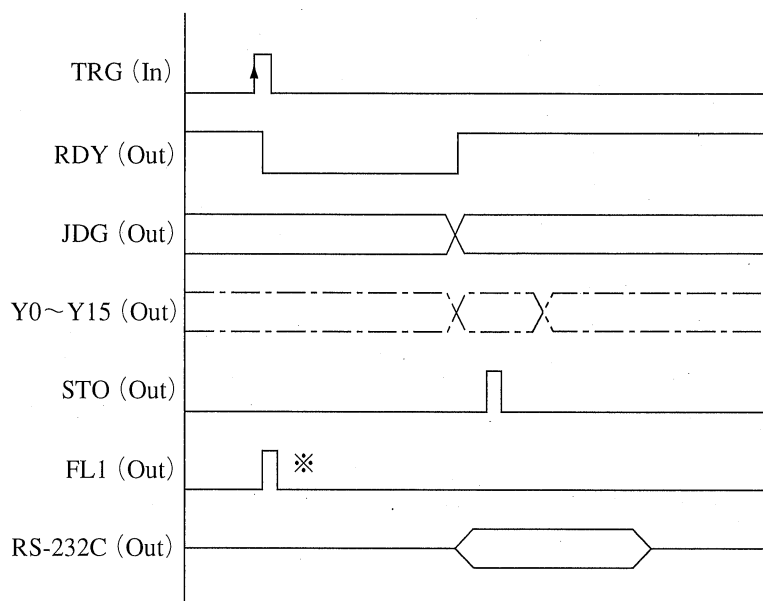 TRG (In)
RDY (Out)
JDG (Out)
Y0～Y15 (Out)
STO (Out)
FL1 (Out) ※
RS-232C (Out)